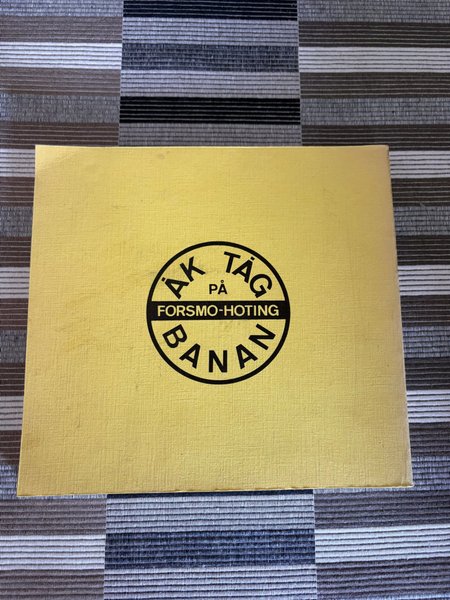 ÅK TÅG
PÅ
FORSMO-HOTING
BANAN